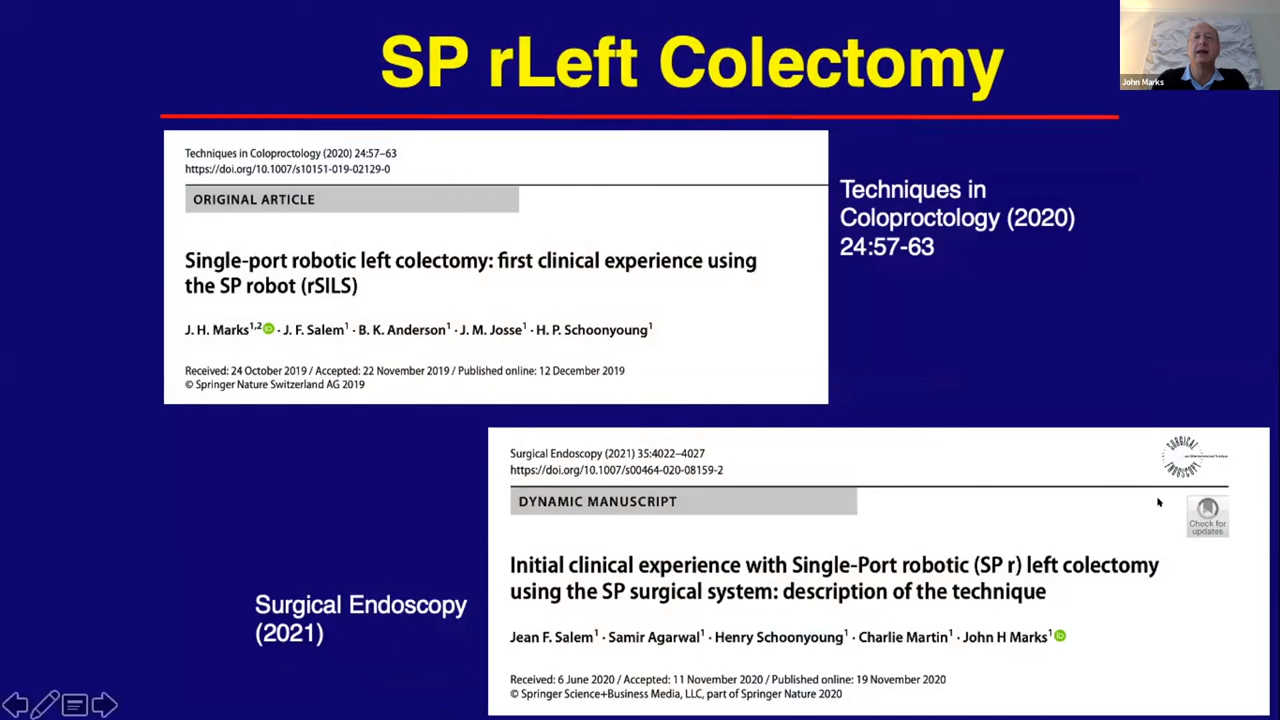 SP rLeft Colectomy
John Marks
Techniques in Coloproctology (2020) 24:57–63
https://doi.org/10.1007/s10151-019-02129-0
ORIGINAL ARTICLE
Single-port robotic left colectomy: first clinical experience using
the SP robot (rSILS)
J. H. Marks1,2 · J. F. Salem1 · B. K. Anderson1 · J. M. Josse1 · H. P. Schoonyoung1
Received: 24 October 2019 / Accepted: 22 November 2019 / Published online: 12 December 2019
© Springer Nature Switzerland AG 2019
Techniques in
Coloproctology (2020)
24:57-63
Surgical Endoscopy (2021) 35:4022–4027
https://doi.org/10.1007/s00464-020-08159-2
SURGICAL
ENDOSCOPY
DYNAMIC MANUSCRIPT
Check for
updates
Initial clinical experience with Single-Port robotic (SP r) left colectomy
using the SP surgical system: description of the technique
Jean F. Salem1 · Samir Agarwal1 · Henry Schoonyoung1 · Charlie Martin1 · John H Marks1
Received: 6 June 2020 / Accepted: 11 November 2020 / Published online: 19 November 2020
© Springer Science+Business Media, LLC, part of Springer Nature 2020
Surgical Endoscopy
(2021)